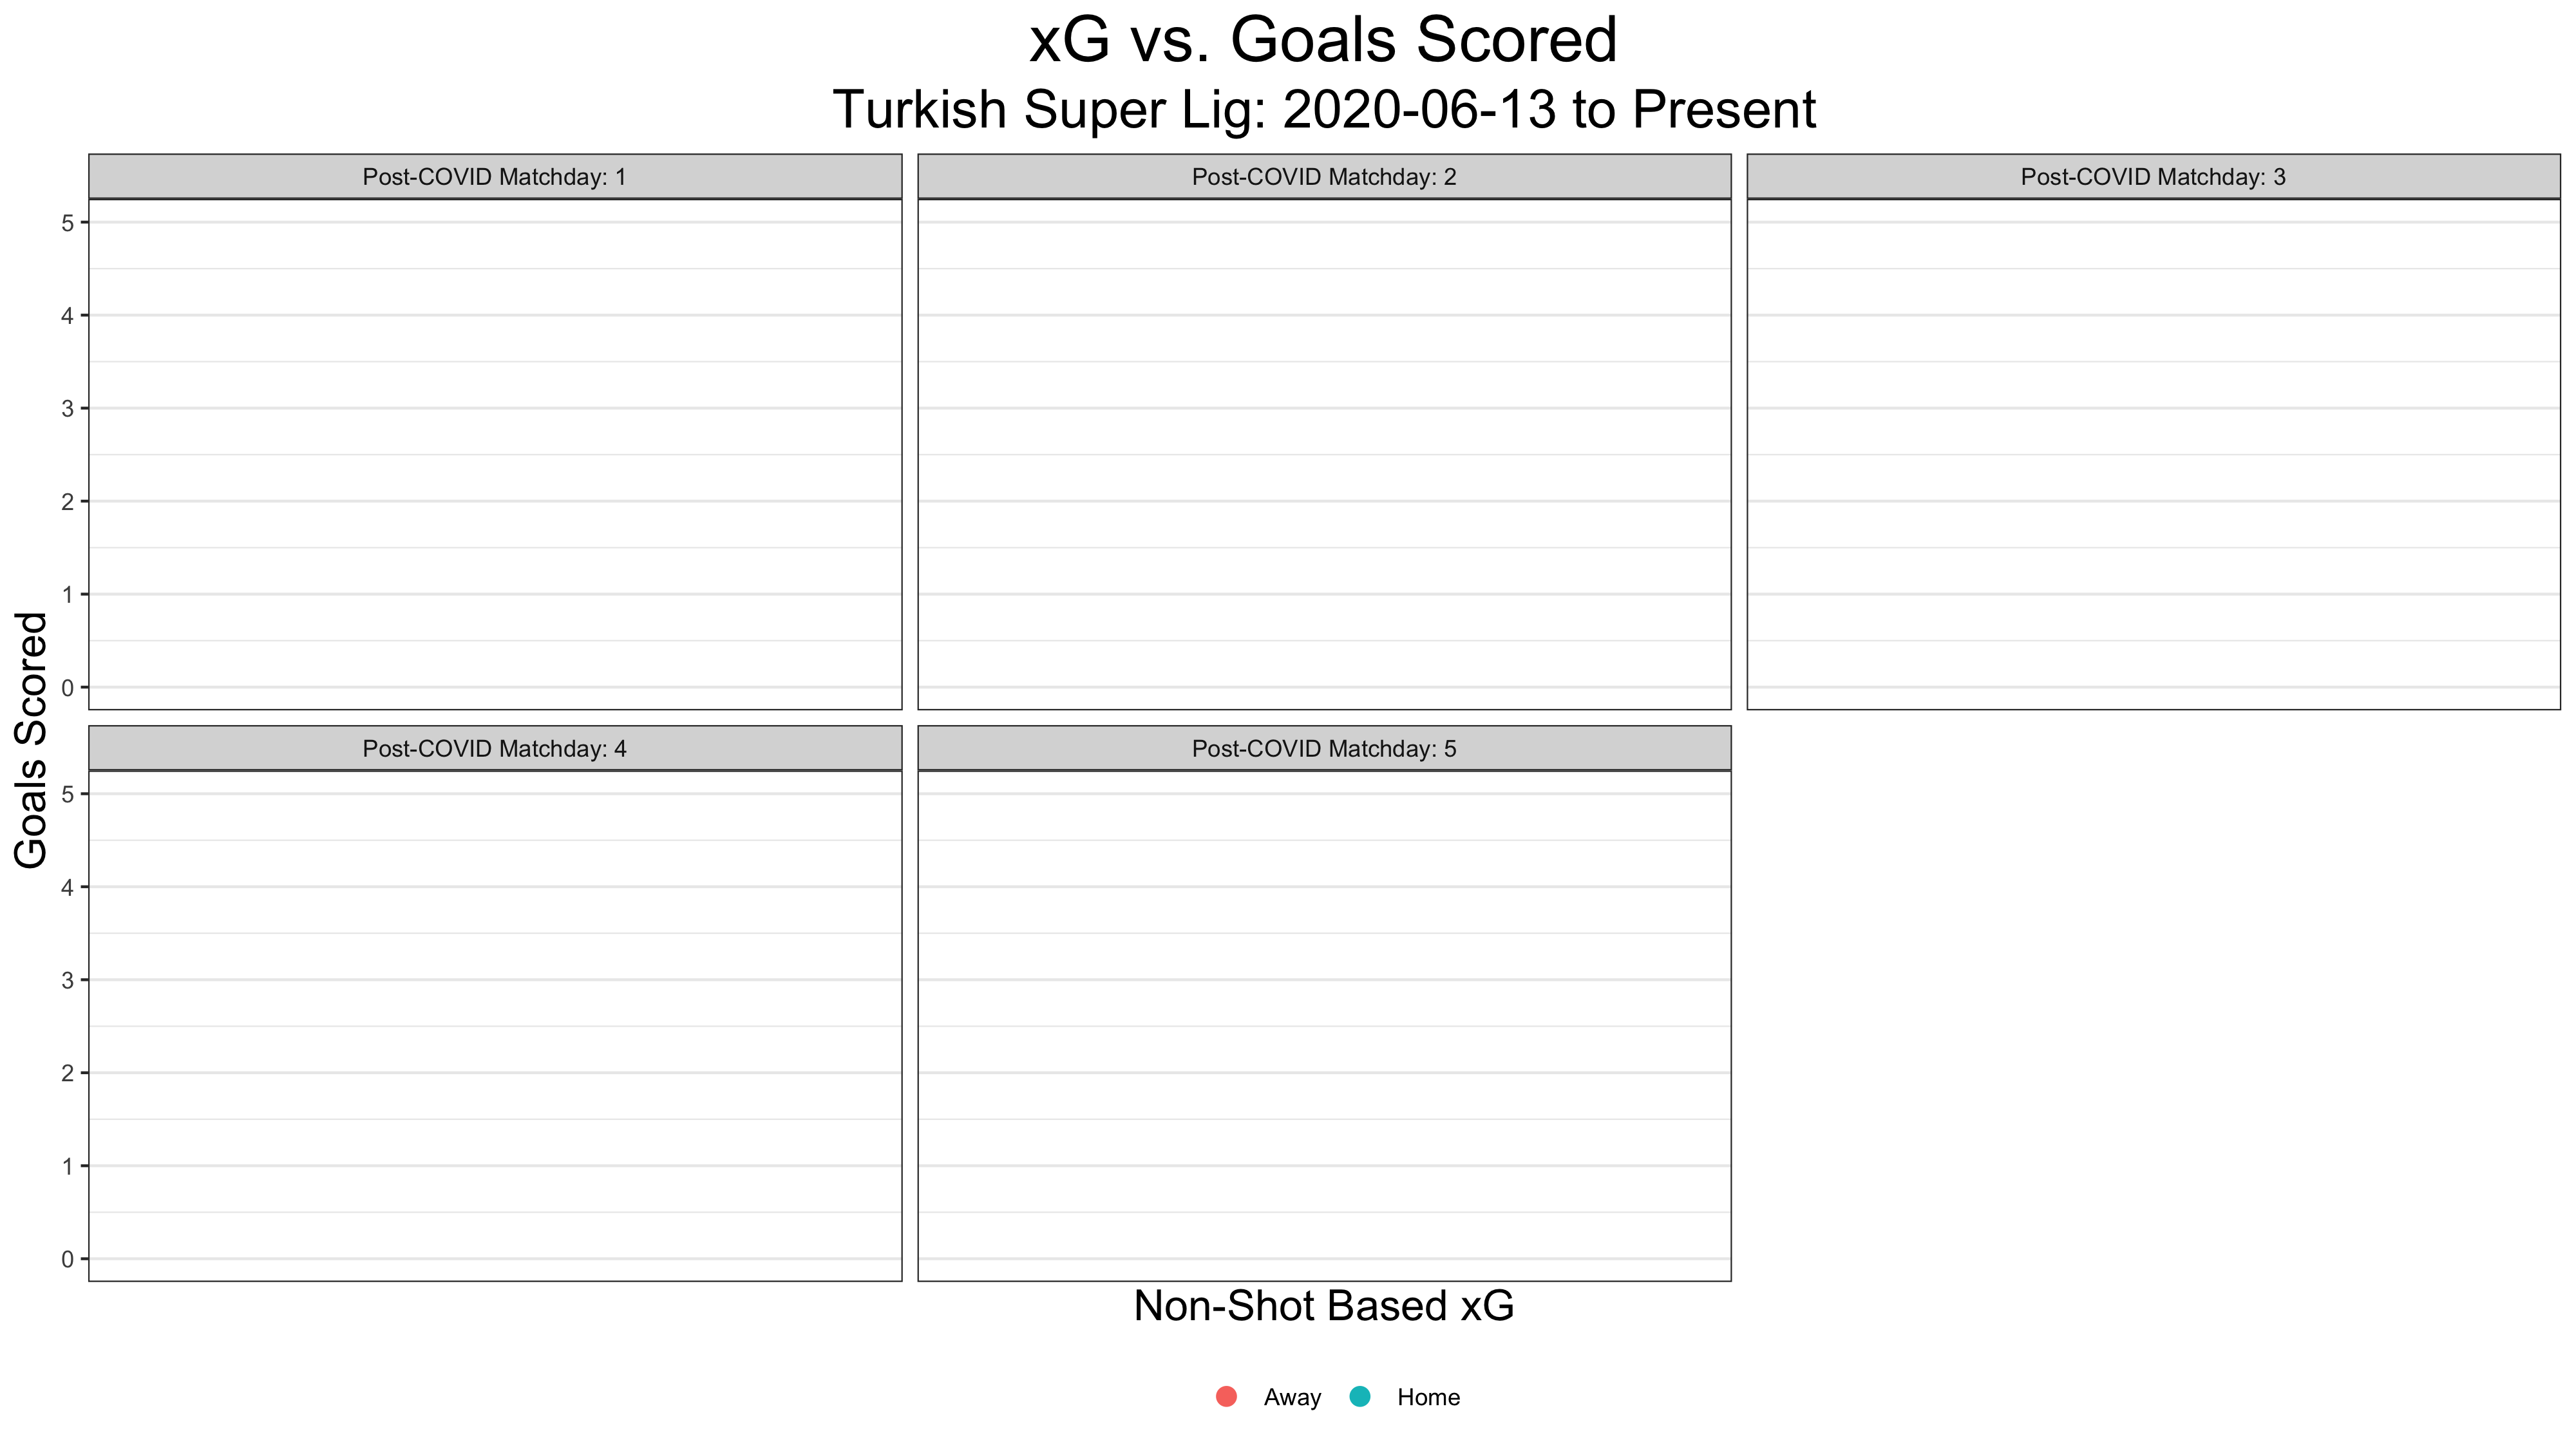 xG vs. Goals Scored
Turkish Super Lig: 2020-06-13 to Present
Post-COVID Matchday: 1
Post-COVID Matchday: 2
Post-COVID Matchday: 3
5
4
3
2
1
0
Goals Scored
Post-COVID Matchday: 4
Post-COVID Matchday: 5
5
4
3
2
1
0
Non-Shot Based xG
Away
Home